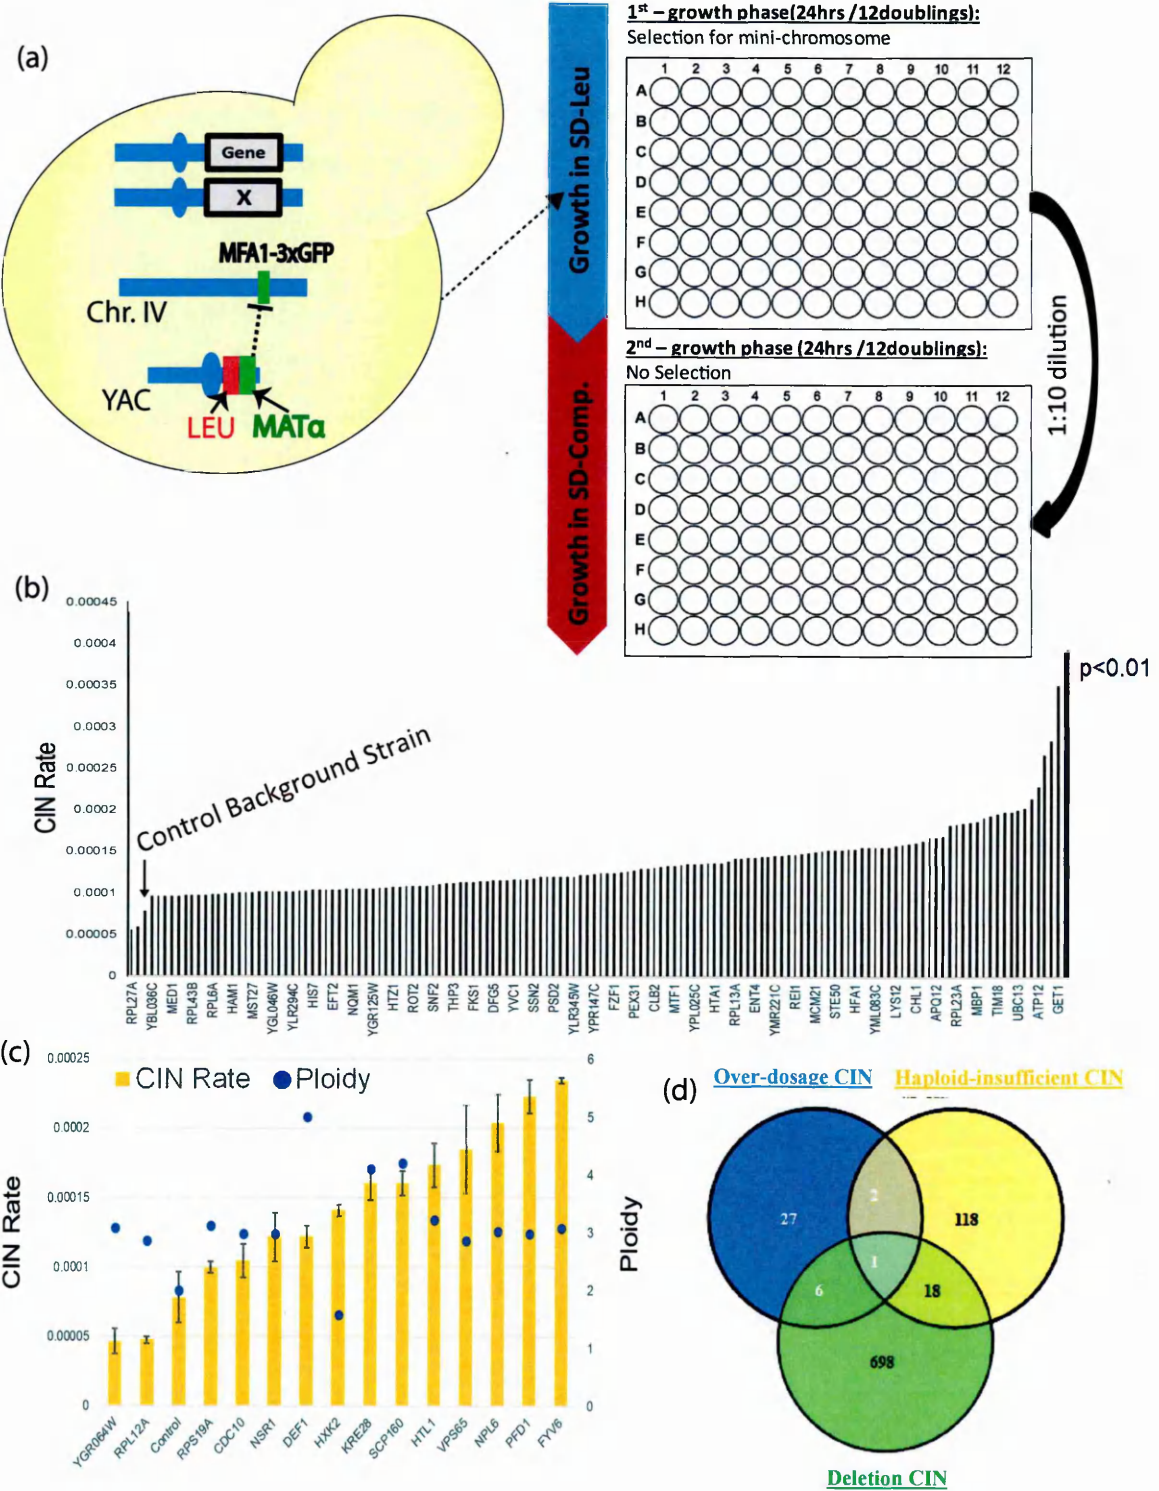 (a)
Gene
X
MFA1-3xGFP
Chr. IV
YAC
LEU MATα
Growth in SD-Leu
Growth in SD-Comp.
1st – growth phase(24hrs /12doublings):
Selection for mini-chromosome
1 2 3 4 5 6 7 8 9 10 11 12
A
B
C
D
E
F
G
H
1:10 dilution
2nd – growth phase (24hrs /12doublings):
No Selection
1 2 3 4 5 6 7 8 9 10 11 12
A
B
C
D
E
F
G
H
(b)
CIN Rate
0.00045
0.0004
0.00035
0.0003
0.00025
0.0002
0.00015
0.0001
0.00005
0
Control Background Strain
p<0.01
RPL27A
YBL036C
MED1
RPL43B
RPL6A
HAM1
MST27
YGL046W
YLR294C
HIS7
EFT2
NQM1
YGR125W
HTZ1
ROT2
SNF2
THP3
FKS1
DFG5
YVC1
SSN2
PSD2
YLR345W
YPR147C
FZF1
PEX31
CLB2
MTF1
YPL025C
HTA1
RPL13A
ENT4
YMR221C
REI1
MCM21
STE50
HFA1
YML083C
LYS12
CHL1
APQ12
RPL23A
MBP1
TIM18
UBC13
ATP12
GET1
(c)
CIN Rate
0.00025
0.0002
0.00015
0.0001
0.00005
0
CIN Rate Ploidy
6
5
4
3
2
1
0
Ploidy
YGR064W
RPL12A
Control
RPS19A
CDC10
NSR1
DEF1
HXK2
KRE28
SCP160
HTL1
VPS65
NPL6
PFD1
FYV6
(d)
Over-dosage CIN Haploid-insufficient CIN
27
2
118
1
6
18
698
Deletion CIN